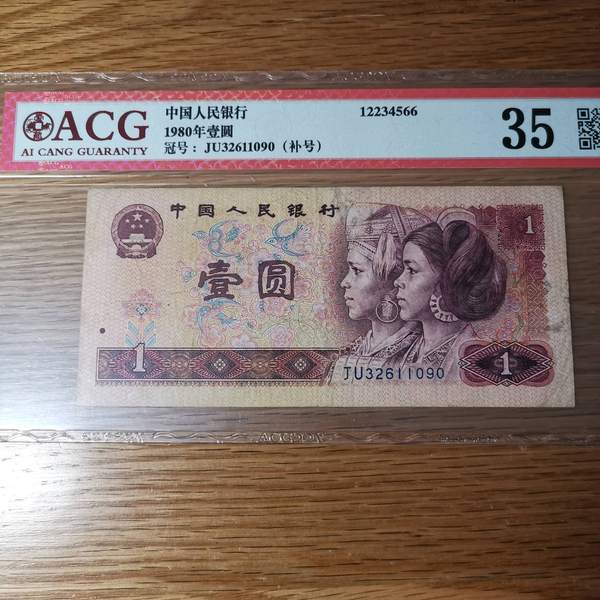 ACG
AI CANG GUARANTY
中国人民银行
1980年壹圆
冠号：JU32611090（补号）
12234566
35
中国人民银行
壹圆
1
1
1
JU32611090